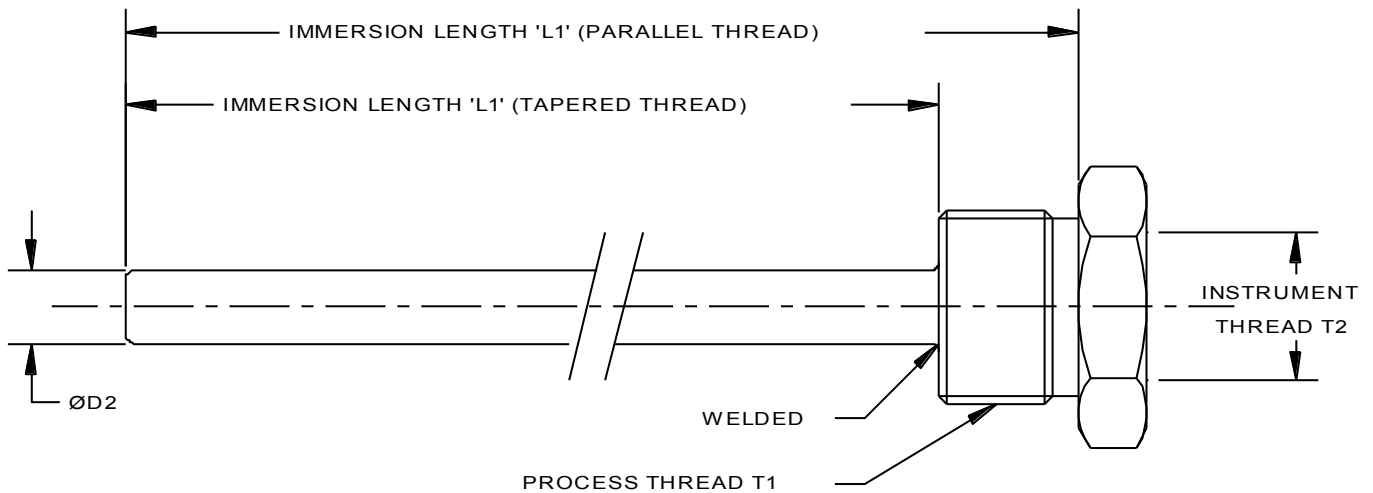 IMMERSION LENGTH 'L1' (PARALLEL THREAD)
IMMERSION LENGTH 'L1' (TAPERED THREAD)
INSTRUMENT
THREAD T2
ØD2
WELDED
PROCESS THREAD T1